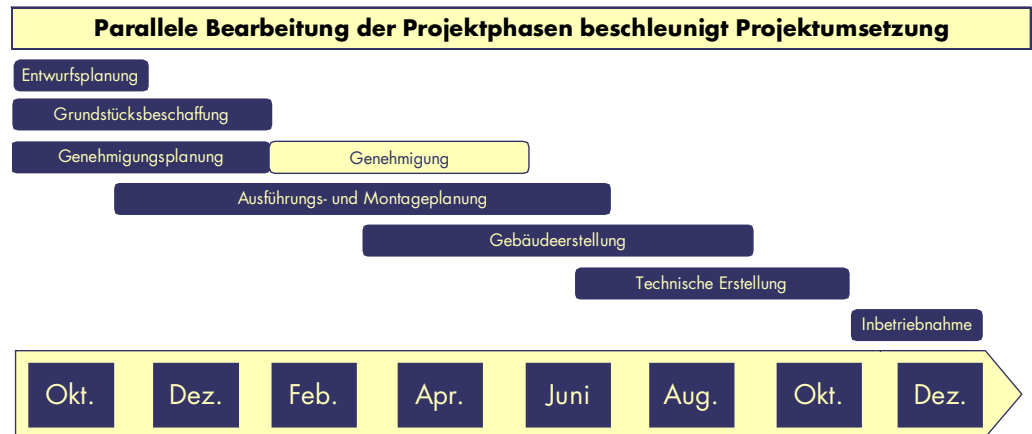 Parallele Bearbeitung der Projektphasen beschleunigt Projektumsetzung
Entwurfsplanung
Grundstücksbeschaffung
Genehmigungsplanung
Genehmigung
Ausführungs- und Montageplanung
Gebäudeerstellung
Technische Erstellung
Inbetriebnahme
Okt.
Dez.
Feb.
Apr.
Juni
Aug.
Okt.
Dez.